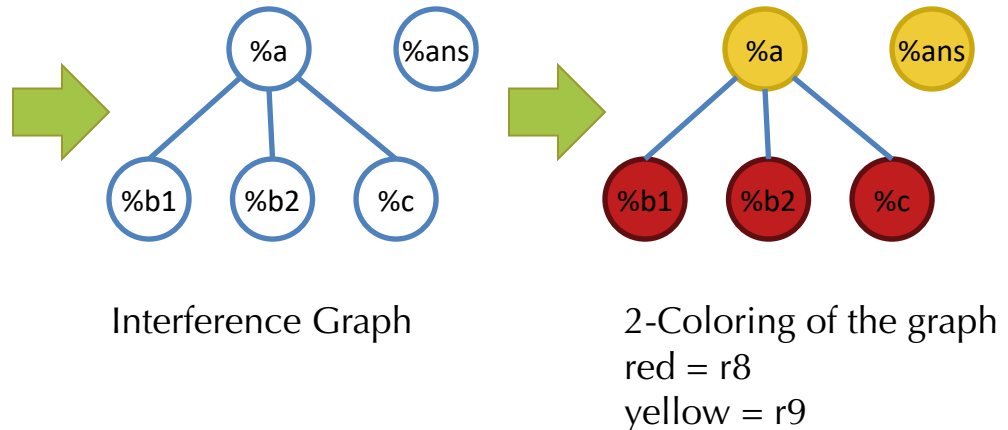 %a
%ans
%b1
%b2
%c
Interference Graph
%a
%ans
%b1
%b2
%c
2-Coloring of the graph
red = r8
yellow = r9